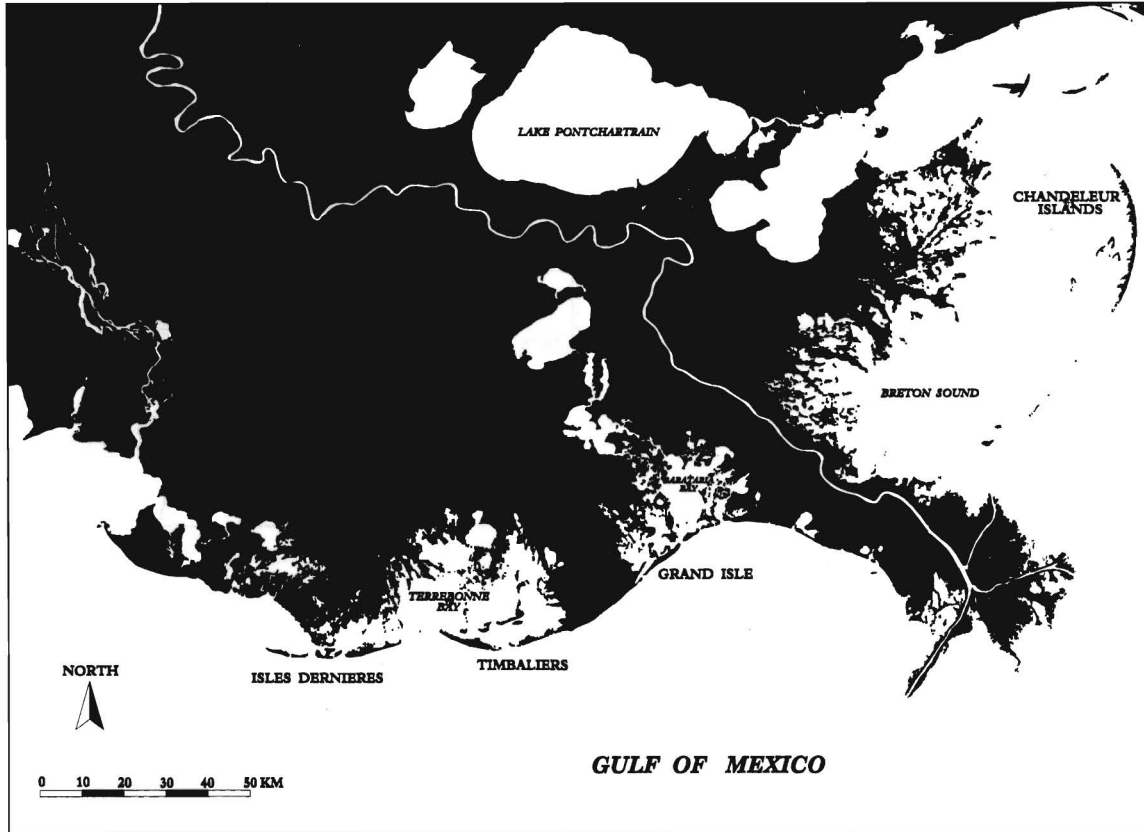 LAKE PONTCHARTRAIN
CHANDELEUR
ISLANDS
BRETON SOUND
BARATARIA
BAY
GRAND ISLE
TERREBONNE
BAY
TIMBALIERS
ISLES DERNIERES
NORTH
GULF OF MEXICO
0 10 20 30 40 50 KM